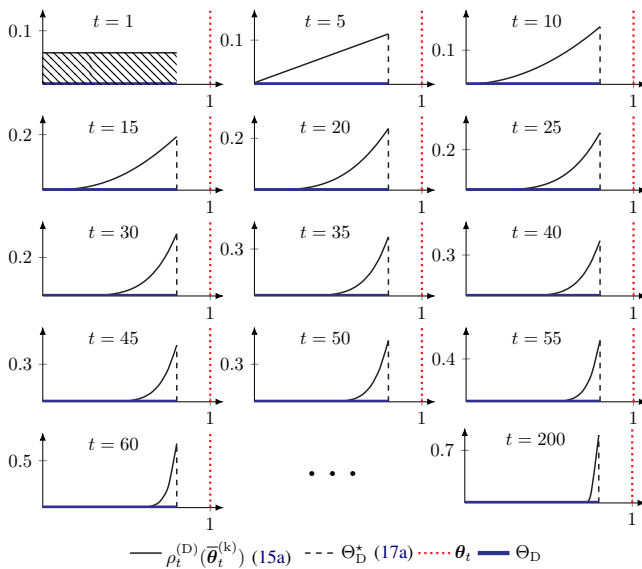 t = 1 t = 5 t = 10
0.1 0.1 0.1
1 1 1
t = 15 t = 20 t = 25
0.2 0.2 0.2
1 1 1
t = 30 t = 35 t = 40
0.2 0.3 0.3
1 1 1
t = 45 t = 50 t = 55
0.3 0.3 0.4
1 1 1
t = 60 t = 200
0.5 • • • 0.7
1 1
ρ_t^(D)(θ̄_t^(k)) (15a) Θ_D^⋆ (17a) θ_t Θ_D